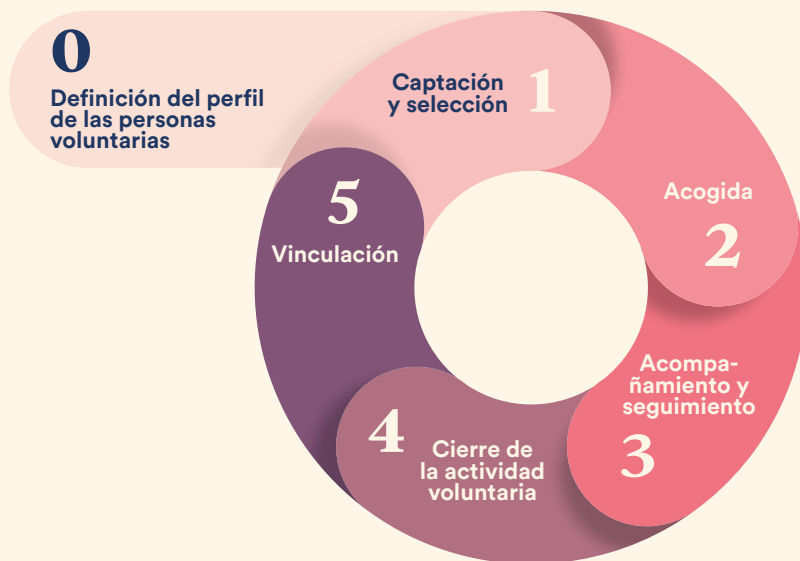 0
Definición del perfil
de las personas
voluntarias
Captación
y selección
1
Acogida
2
Acompa-
ñamiento y
seguimiento
3
4
Cierre de
la actividad
voluntaria
5
Vinculación